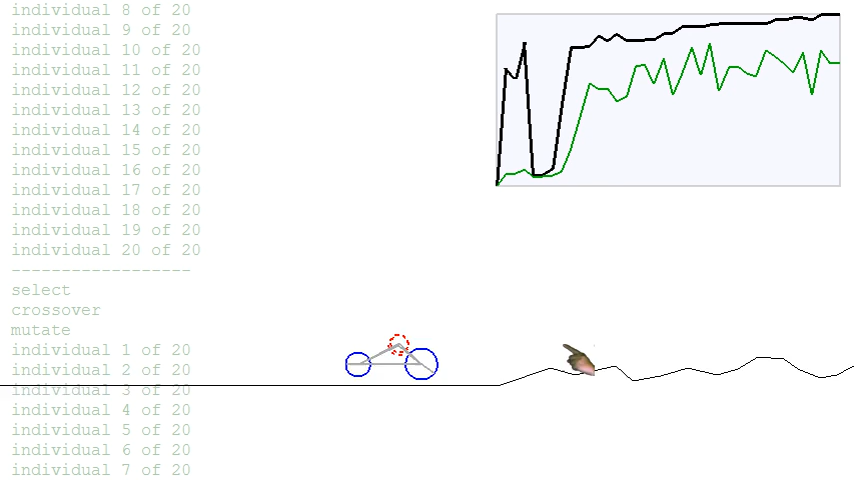 individual 8 of 20
individual 9 of 20
individual 10 of 20
individual 11 of 20
individual 12 of 20
individual 13 of 20
individual 14 of 20
individual 15 of 20
individual 16 of 20
individual 17 of 20
individual 18 of 20
individual 19 of 20
individual 20 of 20
------------------
select
crossover
mutate
individual 1 of 20
individual 2 of 20
individual 3 of 20
individual 4 of 20
individual 5 of 20
individual 6 of 20
individual 7 of 20